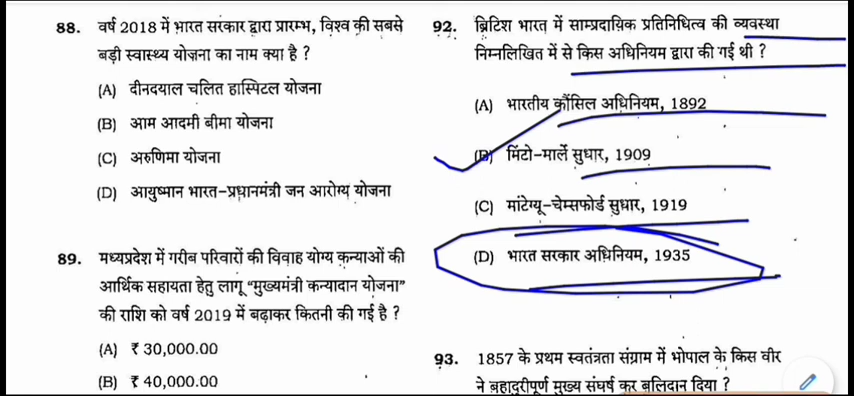 88. वर्ष 2018 में भारत सरकार द्वारा प्रारम्भ, विश्व की सबसे
बड़ी स्वास्थ्य योजना का नाम क्या है ?
(A) दीनदयाल चलित हास्पिटल योजना
(B) आम आदमी बीमा योजना
(C) अरुणिमा योजना
(D) आयुष्मान भारत-प्रधानमंत्री जन आरोग्य योजना
89. मध्यप्रदेश में गरीब परिवारों की विवाह योग्य कन्याओं की
आर्थिक सहायता हेतु लागू “मुख्यमंत्री कन्यादान योजना”
की राशि को वर्ष 2019 में बढ़ाकर कितनी की गई है ?
(A) ₹ 30,000.00
(B) ₹ 40,000.00
92. ब्रिटिश भारत में साम्प्रदायिक प्रतिनिधित्व की व्यवस्था
निम्नलिखित में से किस अधिनियम द्वारा की गई थी ?
(A) भारतीय कौंसिल अधिनियम, 1892
(B) मिंटो-मार्ले सुधार, 1909
(C) मांटेग्यू-चेम्सफोर्ड सुधार, 1919
(D) भारत सरकार अधिनियम, 1935
93. 1857 के प्रथम स्वतंत्रता संग्राम में भोपाल के किस वीर
ने बहादुरीपूर्ण मुख्य संघर्ष कर बलिदान दिया ?